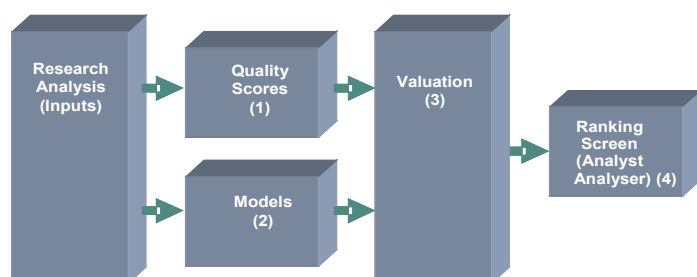 Research
Analysis
(Inputs)
Quality
Scores
(1)
Models
(2)
Valuation
(3)
Ranking
Screen
(Analyst
Analyser) (4)